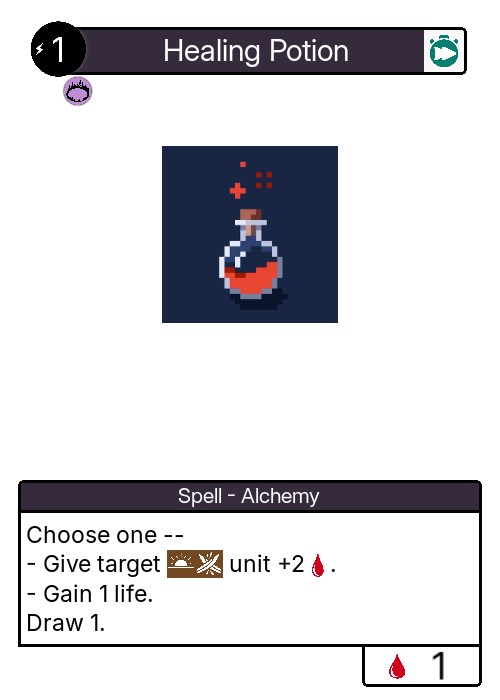 1 Healing Potion
Spell - Alchemy
Choose one --
- Give target unit +2 .
- Gain 1 life.
Draw 1.
1